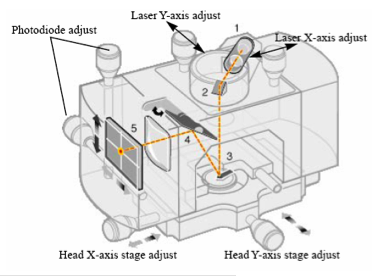 Laser Y-axis adjust
1
Photodiode adjust
Laser X-axis adjust
2
5
4
3
Head X-axis stage adjust
Head Y-axis stage adjust